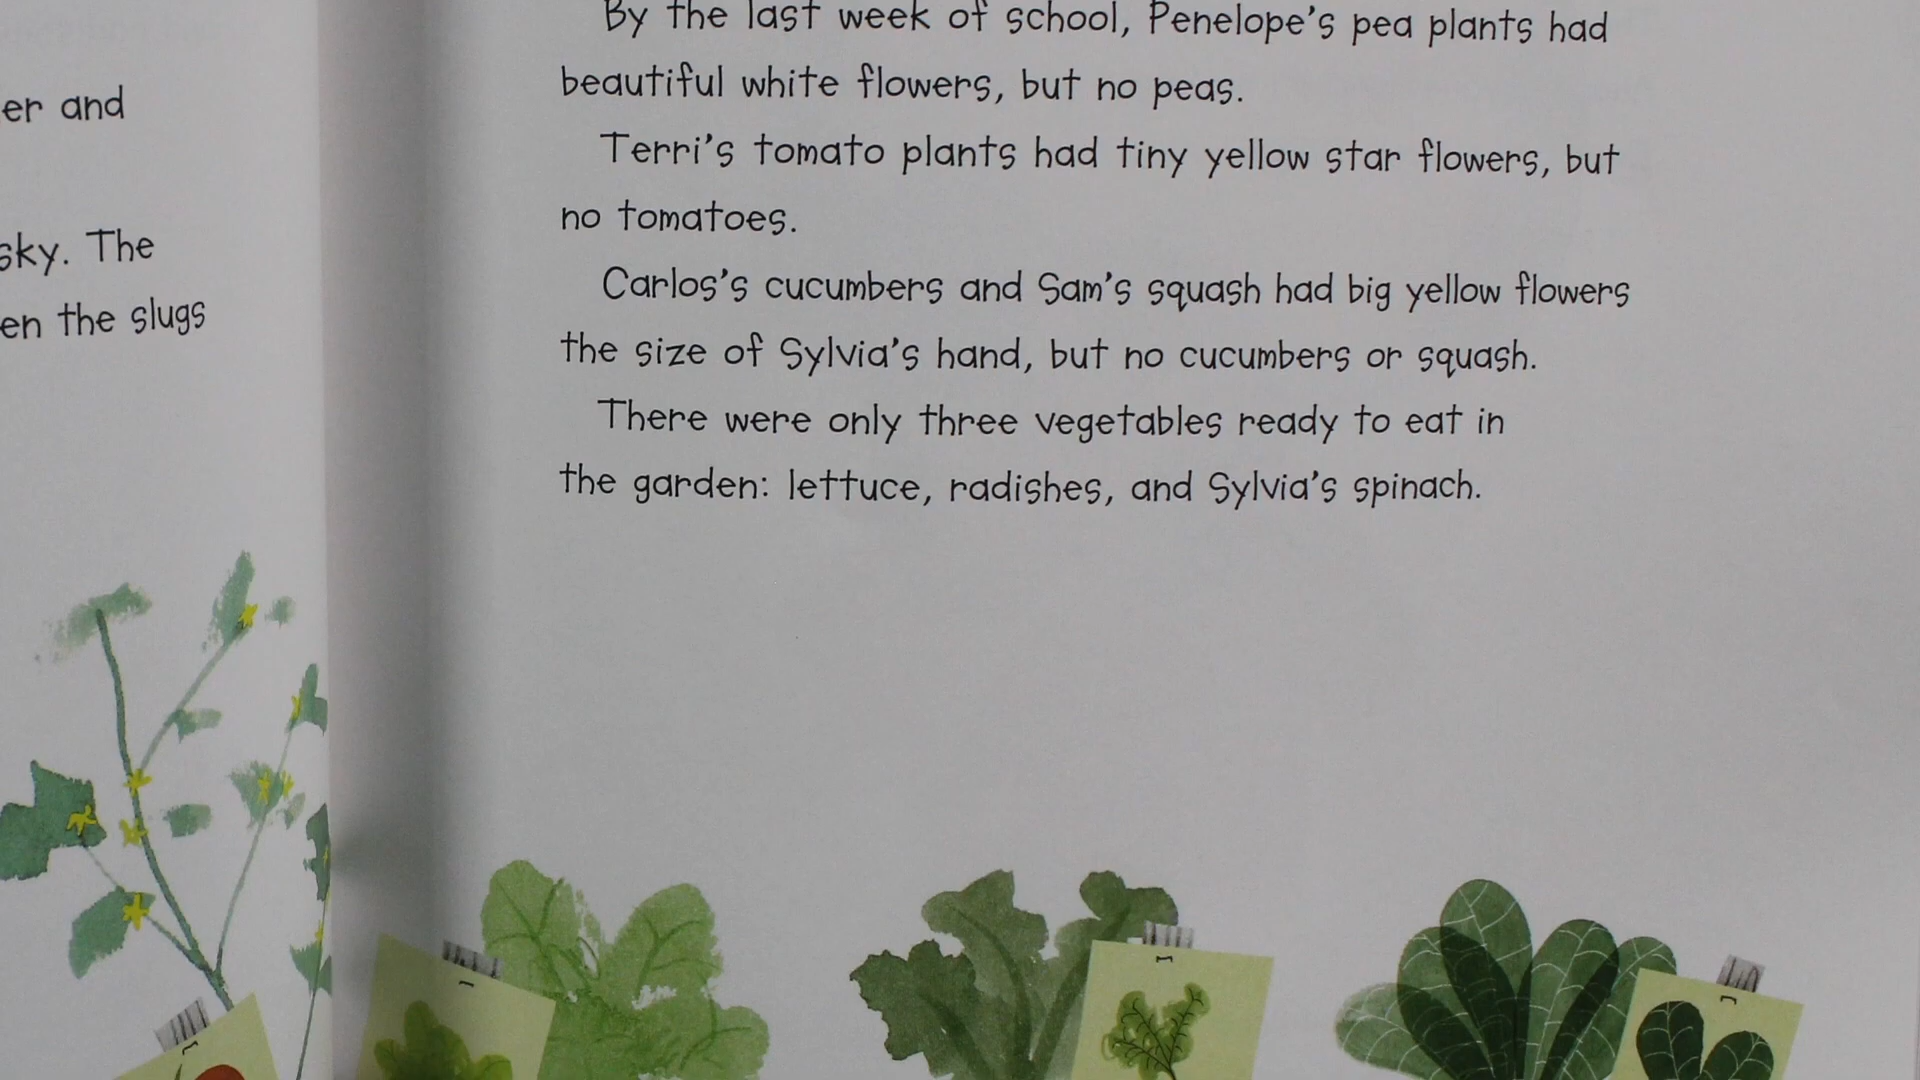 er and
sky. The
en the slugs
By the last week of school, Penelope's pea plants had
beautiful white flowers, but no peas.
Terri's tomato plants had tiny yellow star flowers, but
no tomatoes.
Carlos's cucumbers and Sam's squash had big yellow flowers
the size of Sylvia's hand, but no cucumbers or squash.
There were only three vegetables ready to eat in
the garden: lettuce, radishes, and Sylvia's spinach.